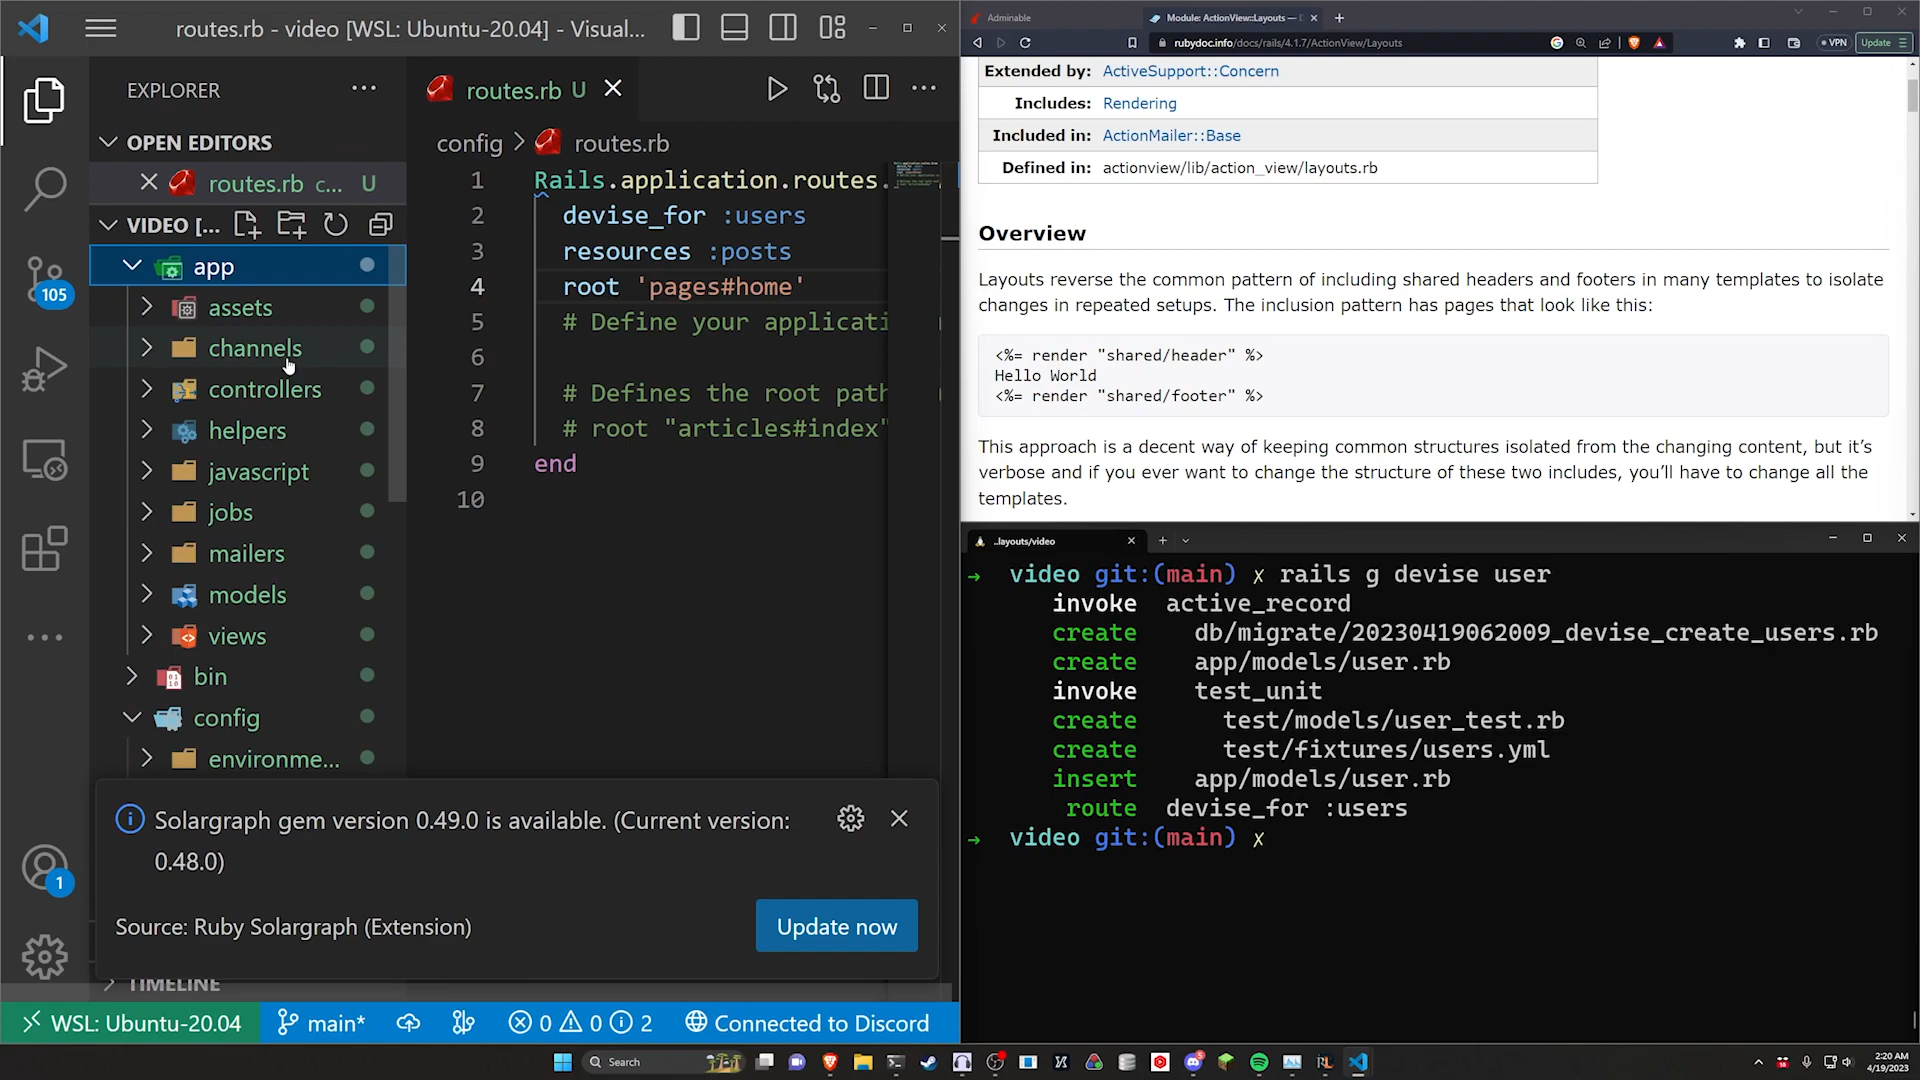 routes.rb - video [WSL: Ubuntu-20.04] - Visual...
EXPLORER
OPEN EDITORS
routes.rb c... U
VIDEO [...
app
assets
channels
controllers
helpers
javascript
jobs
mailers
models
views
bin
config
environme...
TIMELINE
105
1
routes.rb U
config > routes.rb
1 Rails.application.routes.
2 devise_for :users
3 resources :posts
4 root 'pages#home'
5 # Define your applicati
6
7 # Defines the root path
8 # root "articles#index"
9 end
10
Solargraph gem version 0.49.0 is available. (Current version:
0.48.0)
Source: Ruby Solargraph (Extension)
Update now
WSL: Ubuntu-20.04
main*
0 0 2
Connected to Discord
Adminable
Module: ActionView::Layouts —
rubydoc.info/docs/rails/4.1.7/ActionView/Layouts
VPN
Update
Extended by: ActiveSupport::Concern
Includes: Rendering
Included in: ActionMailer::Base
Defined in: actionview/lib/action_view/layouts.rb
Overview
Layouts reverse the common pattern of including shared headers and footers in many templates to isolate
changes in repeated setups. The inclusion pattern has pages that look like this:
<%= render "shared/header" %>
Hello World
<%= render "shared/footer" %>
This approach is a decent way of keeping common structures isolated from the changing content, but it’s
verbose and if you ever want to change the structure of these two includes, you’ll have to change all the
templates.
..layouts/video
→ video git:(main) ✗ rails g devise user
invoke active_record
create db/migrate/20230419062009_devise_create_users.rb
create app/models/user.rb
invoke test_unit
create test/models/user_test.rb
create test/fixtures/users.yml
insert app/models/user.rb
route devise_for :users
→ video git:(main) ✗
Search
2:20 AM
4/19/2023